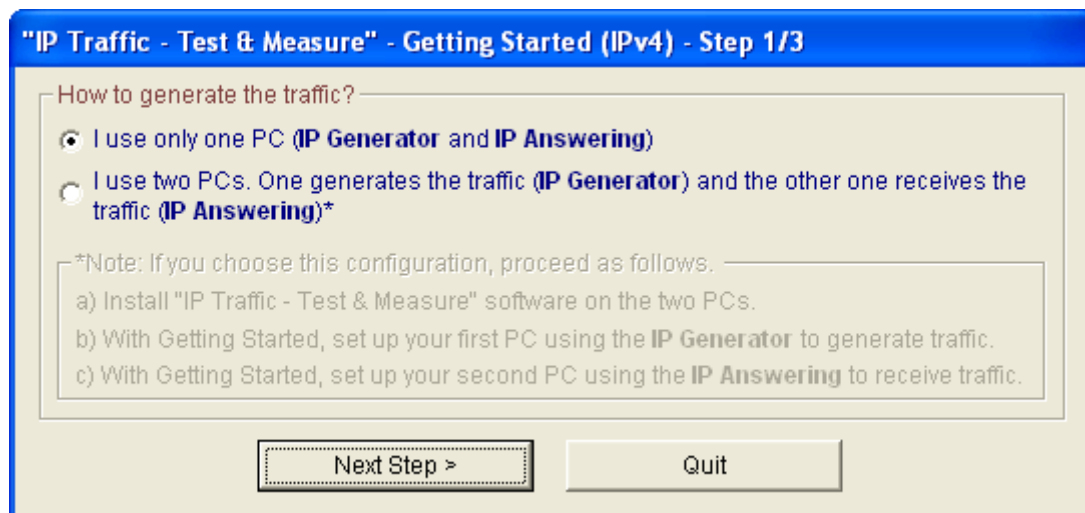 "IP Traffic - Test & Measure" - Getting Started (IPv4) - Step 1/3
How to generate the traffic?
I use only one PC (IP Generator and IP Answering)
I use two PCs. One generates the traffic (IP Generator) and the other one receives the
traffic (IP Answering)*
*Note: If you choose this configuration, proceed as follows.
a) Install "IP Traffic - Test & Measure" software on the two PCs.
b) With Getting Started, set up your first PC using the IP Generator to generate traffic.
c) With Getting Started, set up your second PC using the IP Answering to receive traffic.
Next Step >
Quit